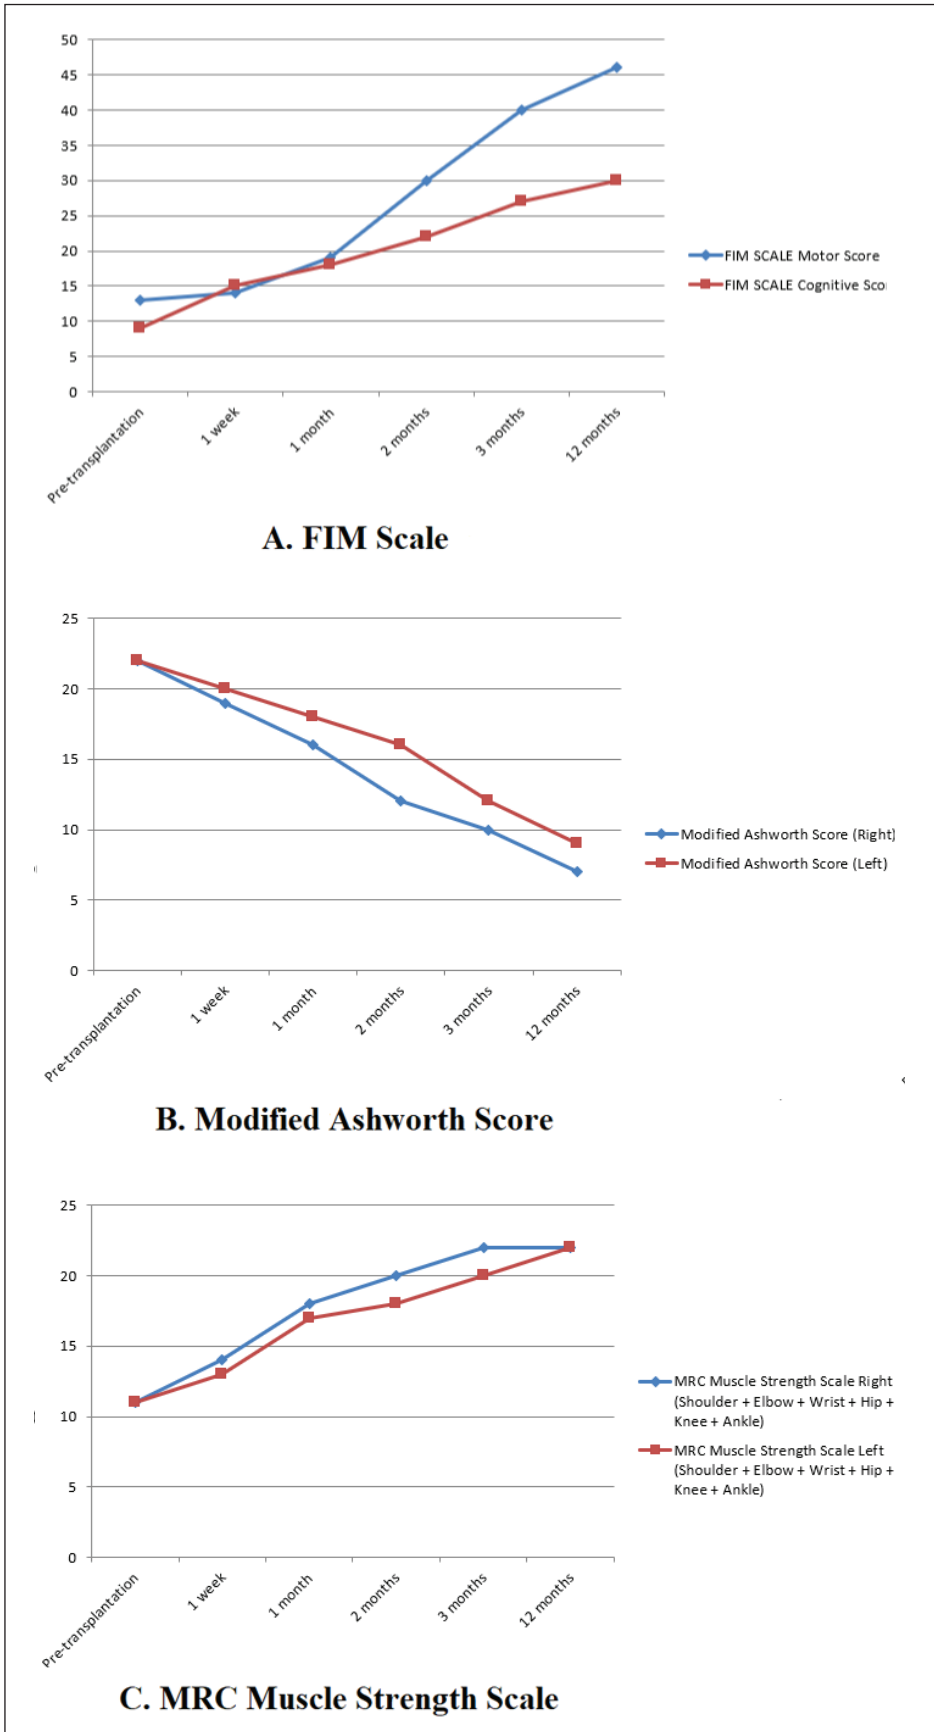 50
45
40
35
30
25
20
15
10
5
0
Pre-transplantation
1 week
1 month
2 months
3 months
12 months
FIM SCALE Motor Score
FIM SCALE Cognitive Sco
A. FIM Scale
25
20
15
10
5
0
Pre-transplantation
1 week
1 month
2 months
3 months
12 months
Modified Ashworth Score (Right)
Modified Ashworth Score (Left)
B. Modified Ashworth Score
25
20
15
10
5
0
Pre-transplantation
1 week
1 month
2 months
3 months
12 months
MRC Muscle Strength Scale Right
(Shoulder + Elbow + Wrist + Hip +
Knee + Ankle)
MRC Muscle Strength Scale Left
(Shoulder + Elbow + Wrist + Hip +
Knee + Ankle)
C. MRC Muscle Strength Scale